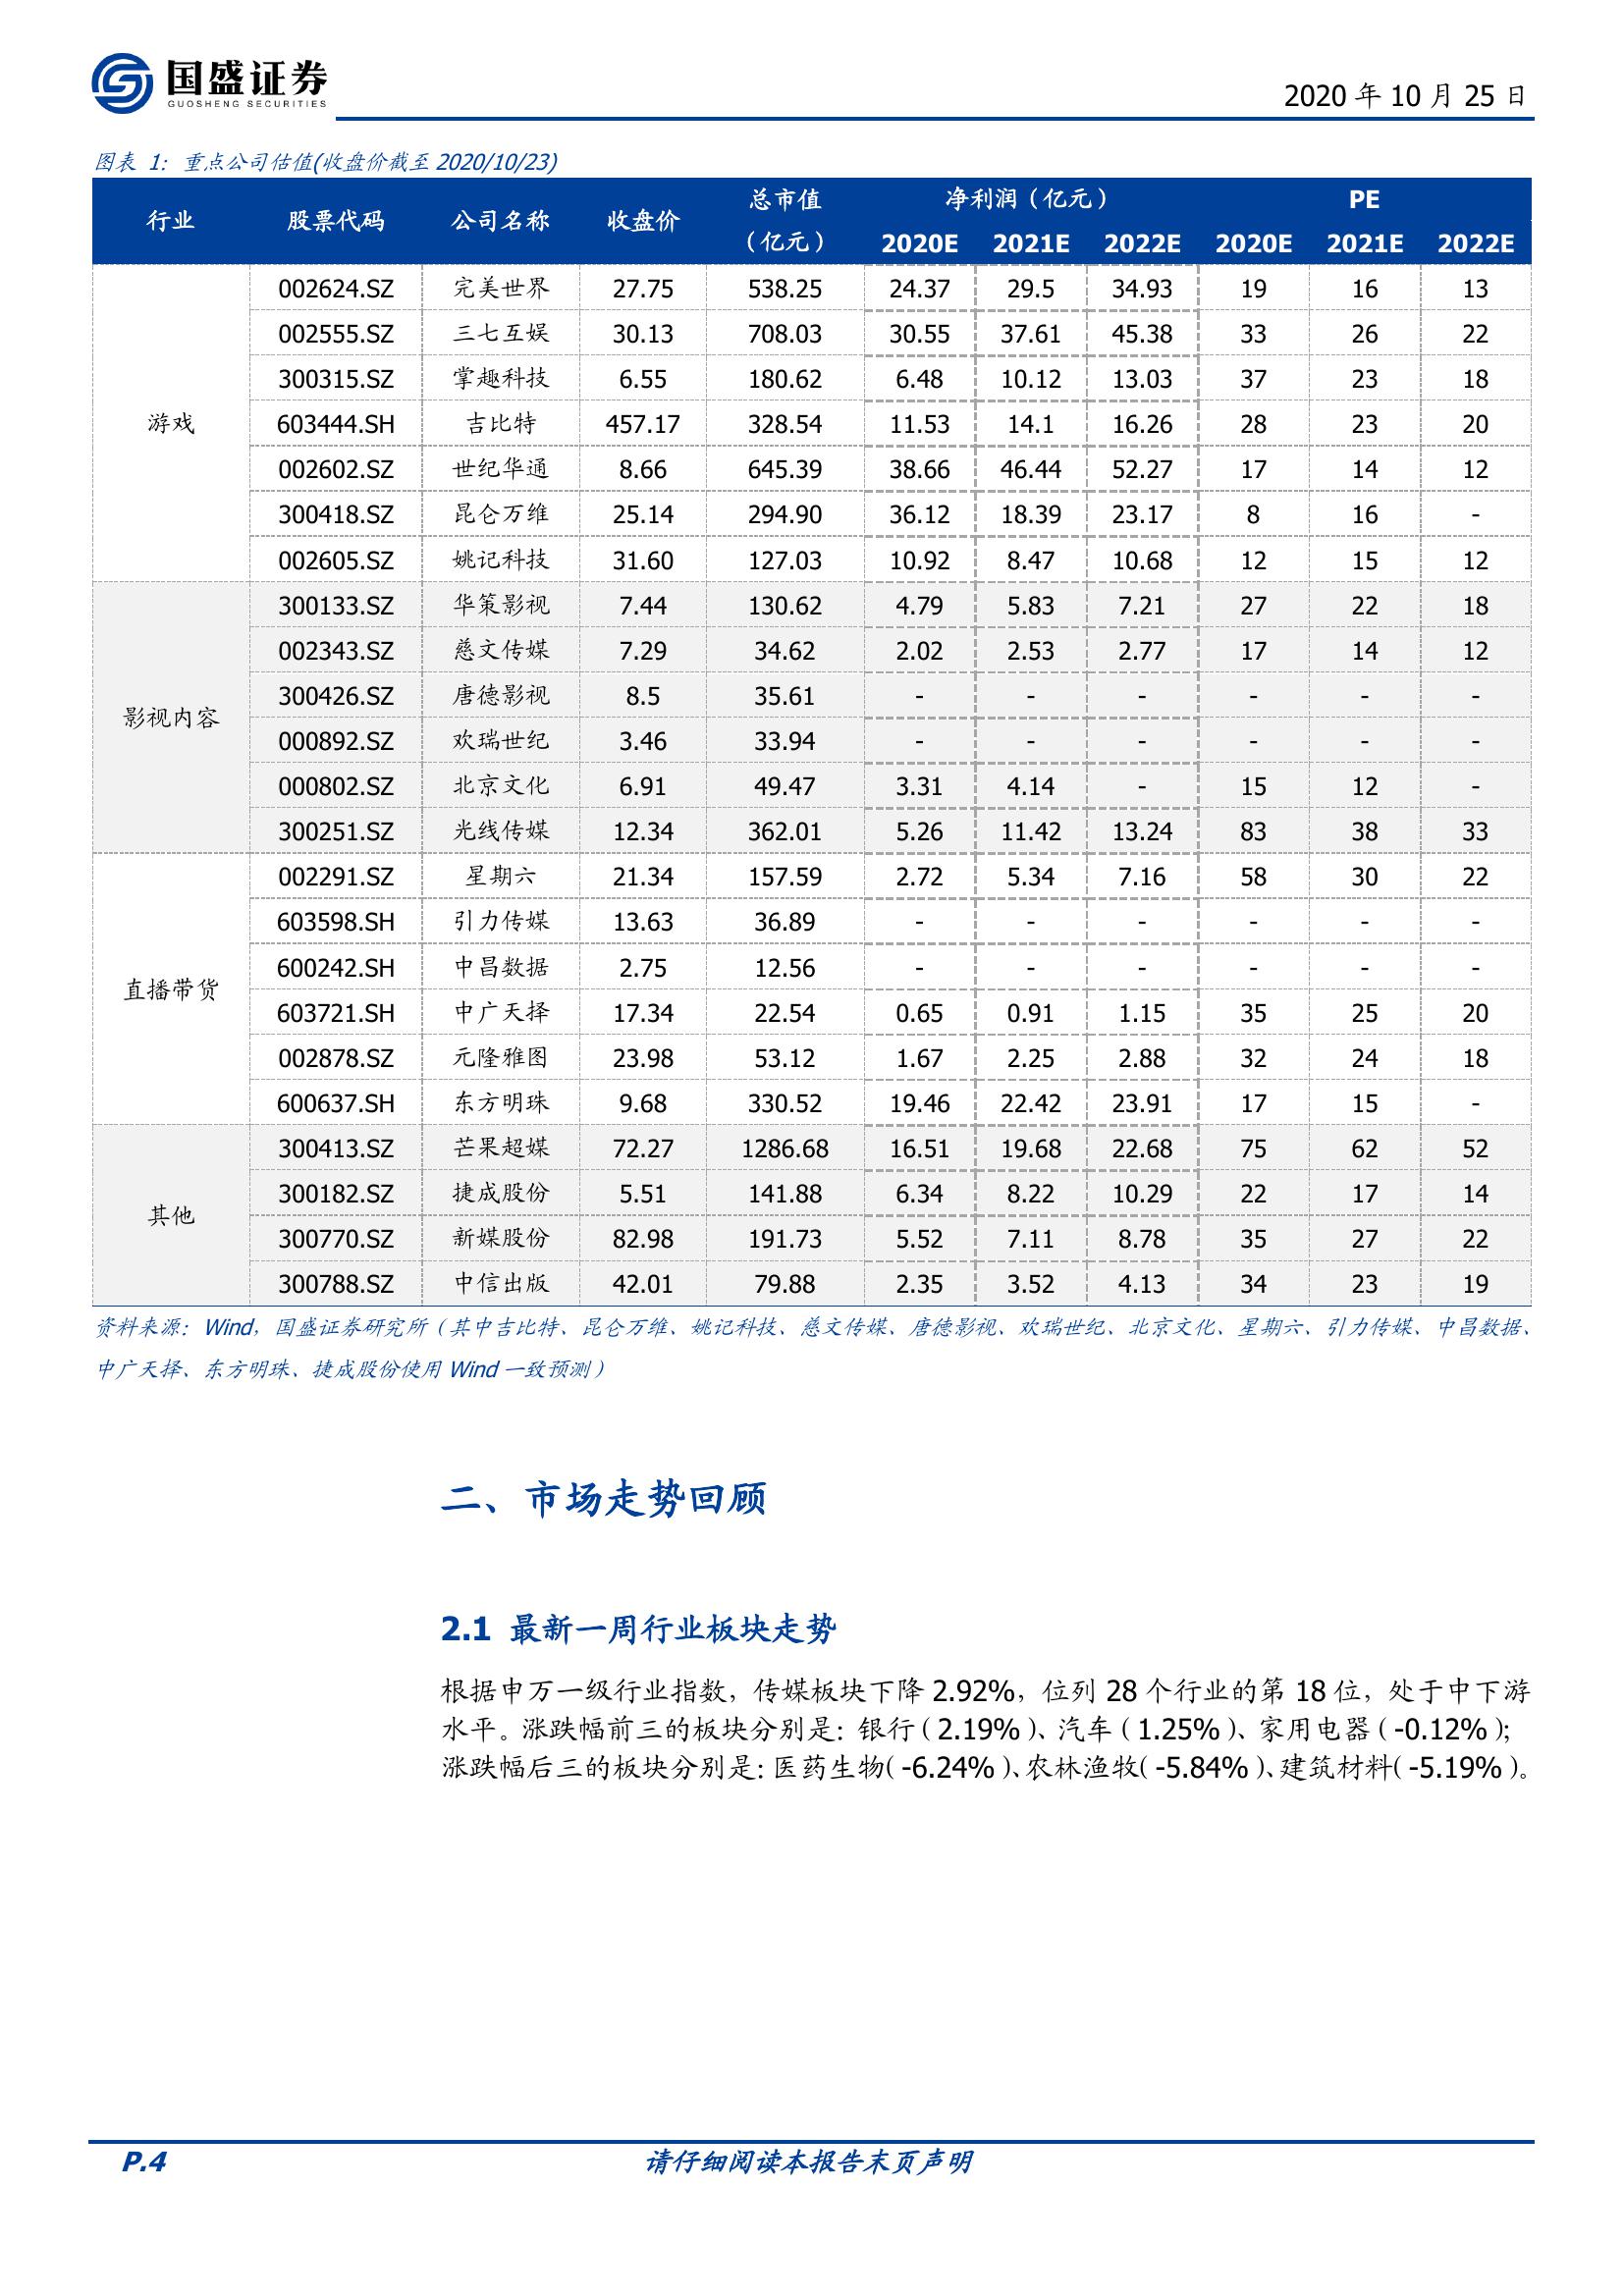 国盛证券
GUOSHENG SECURITIES
2020 年 10 月 25 日
图表 1：重点公司估值(收盘价截至 2020/10/23)
行业 股票代码 公司名称 收盘价 总市值（亿元） 净利润（亿元） PE
2020E 2021E 2022E 2020E 2021E 2022E
游戏
002624.SZ 完美世界 27.75 538.25 24.37 29.5 34.93 19 16 13
002555.SZ 三七互娱 30.13 708.03 30.55 37.61 45.38 33 26 22
300315.SZ 掌趣科技 6.55 180.62 6.48 10.12 13.03 37 23 18
603444.SH 吉比特 457.17 328.54 11.53 14.1 16.26 28 23 20
002602.SZ 世纪华通 8.66 645.39 38.66 46.44 52.27 17 14 12
300418.SZ 昆仑万维 25.14 294.90 36.12 18.39 23.17 8 16 -
002605.SZ 姚记科技 31.60 127.03 10.92 8.47 10.68 12 15 12
影视内容
300133.SZ 华策影视 7.44 130.62 4.79 5.83 7.21 27 22 18
002343.SZ 慈文传媒 7.29 34.62 2.02 2.53 2.77 17 14 12
300426.SZ 唐德影视 8.5 35.61 - - - - - -
000892.SZ 欢瑞世纪 3.46 33.94 - - - - - -
000802.SZ 北京文化 6.91 49.47 3.31 4.14 - 15 12 -
300251.SZ 光线传媒 12.34 362.01 5.26 11.42 13.24 83 38 33
直播带货
002291.SZ 星期六 21.34 157.59 2.72 5.34 7.16 58 30 22
603598.SH 引力传媒 13.63 36.89 - - - - - -
600242.SH 中昌数据 2.75 12.56 - - - - - -
603721.SH 中广天择 17.34 22.54 0.65 0.91 1.15 35 25 20
002878.SZ 元隆雅图 23.98 53.12 1.67 2.25 2.88 32 24 18
600637.SH 东方明珠 9.68 330.52 19.46 22.42 23.91 17 15 -
其他
300413.SZ 芒果超媒 72.27 1286.68 16.51 19.68 22.68 75 62 52
300182.SZ 捷成股份 5.51 141.88 6.34 8.22 10.29 22 17 14
300770.SZ 新媒股份 82.98 191.73 5.52 7.11 8.78 35 27 22
300788.SZ 中信出版 42.01 79.88 2.35 3.52 4.13 34 23 19
资料来源：Wind，国盛证券研究所（其中吉比特、昆仑万维、姚记科技、慈文传媒、唐德影视、欢瑞世纪、北京文化、星期六、引力传媒、中昌数据、
中广天择、东方明珠、捷成股份使用 Wind 一致预测）
二、市场走势回顾
2.1 最新一周行业板块走势
根据申万一级行业指数，传媒板块下降 2.92%，位列 28 个行业的第 18 位，处于中下游
水平。涨跌幅前三的板块分别是：银行（2.19%）、汽车（1.25%）、家用电器（-0.12%）；
涨跌幅后三的板块分别是：医药生物（-6.24%）、农林渔牧（-5.84%）、建筑材料（-5.19%）。
P.4 请仔细阅读本报告末页声明